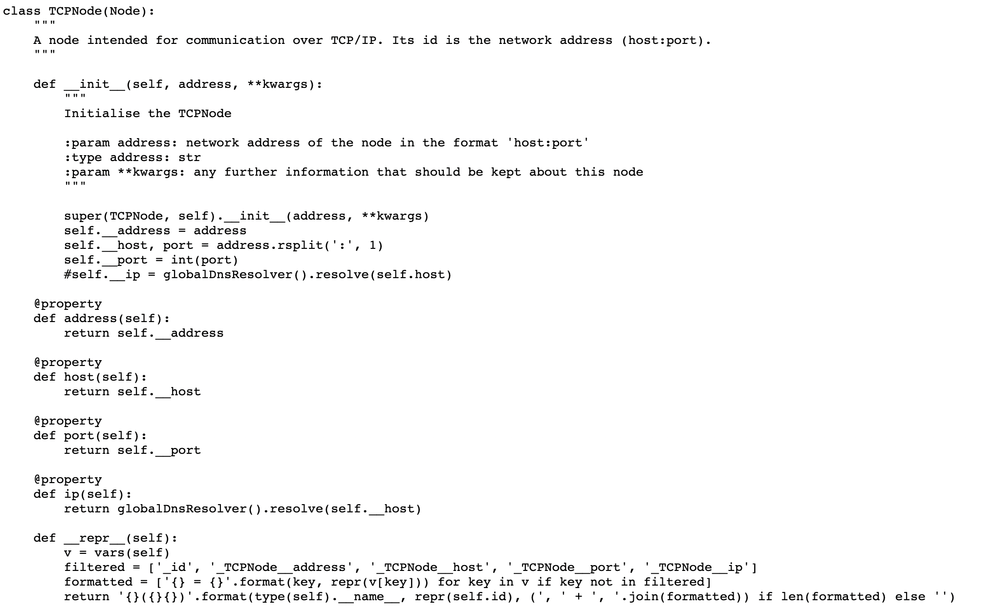 class TCPNode(Node):
    """
    A node intended for communication over TCP/IP. Its id is the network address (host:port).
    """

    def __init__(self, address, **kwargs):
        """
        Initialise the TCPNode

        :param address: network address of the node in the format 'host:port'
        :type address: str
        :param **kwargs: any further information that should be kept about this node
        """

        super(TCPNode, self).__init__(address, **kwargs)
        self.__address = address
        self.__host, port = address.rsplit(':', 1)
        self.__port = int(port)
        #self.__ip = globalDnsResolver().resolve(self.host)

    @property
    def address(self):
        return self.__address

    @property
    def host(self):
        return self.__host

    @property
    def port(self):
        return self.__port

    @property
    def ip(self):
        return globalDnsResolver().resolve(self.__host)

    def __repr__(self):
        v = vars(self)
        filtered = ['_id', '_TCPNode__address', '_TCPNode__host', '_TCPNode__port', '_TCPNode__ip']
        formatted = ['{} = {}'.format(key, repr(v[key])) for key in v if key not in filtered]
        return '{}({}{})'.format(type(self).__name__, repr(self.id), (', ' + ', '.join(formatted)) if len(formatted) else '')